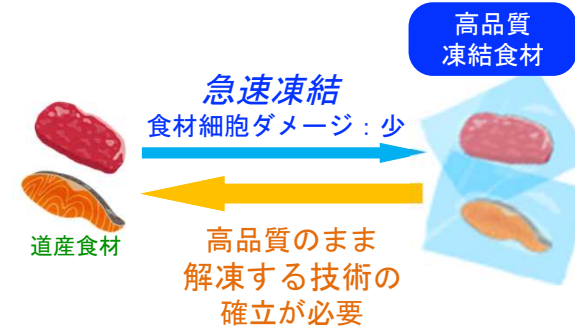 高品質
凍結食材
急速凍結
食材細胞ダメージ：少
道産食材
高品質のまま
解凍する技術の
確立が必要